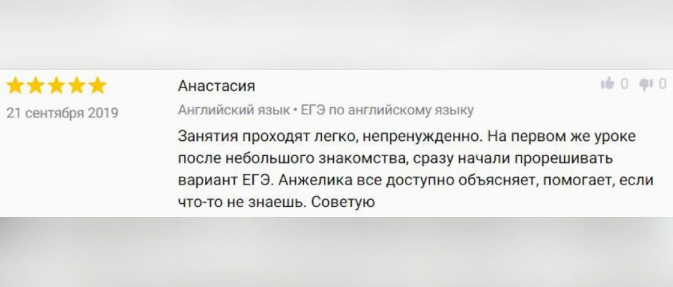 Анастасия
0 0
21 сентября 2019
Английский язык • ЕГЭ по английскому языку
Занятия проходят легко, непренужденно. На первом же уроке
после небольшого знакомства, сразу начали прорешивать
вариант ЕГЭ. Анжелика все доступно объясняет, помогает, если
что-то не знаешь. Советую